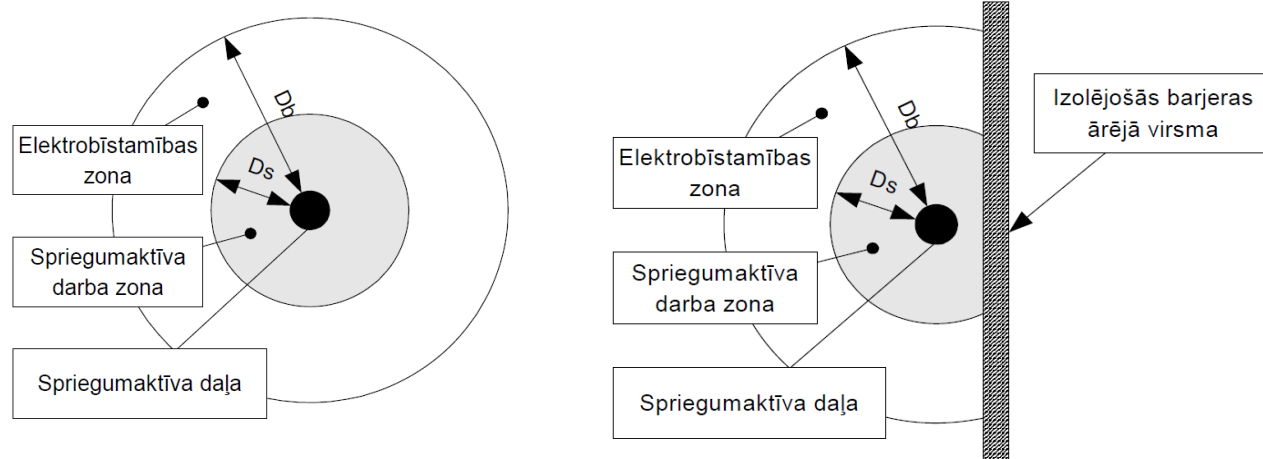 Db
Elektrobīstamības
zona
Ds
Spriegumaktīva
darba zona
Spriegumaktīva daļa
Db
Izolējošās barjeras
ārējā virsma
Elektrobīstamības
zona
Ds
Spriegumaktīva
darba zona
Spriegumaktīva daļa